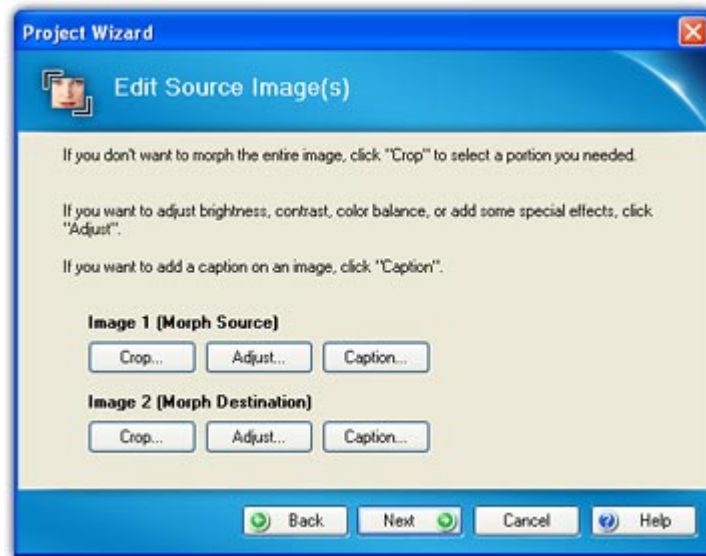 Project Wizard
Edit Source Image(s)
If you don't want to morph the entire image, click "Crop" to select a portion you needed.
If you want to adjust brightness, contrast, color balance, or add some special effects, click
"Adjust".
If you want to add a caption on an image, click "Caption".
Image 1 (Morph Source)
Crop... Adjust... Caption...
Image 2 (Morph Destination)
Crop... Adjust... Caption...
Back Next Cancel Help